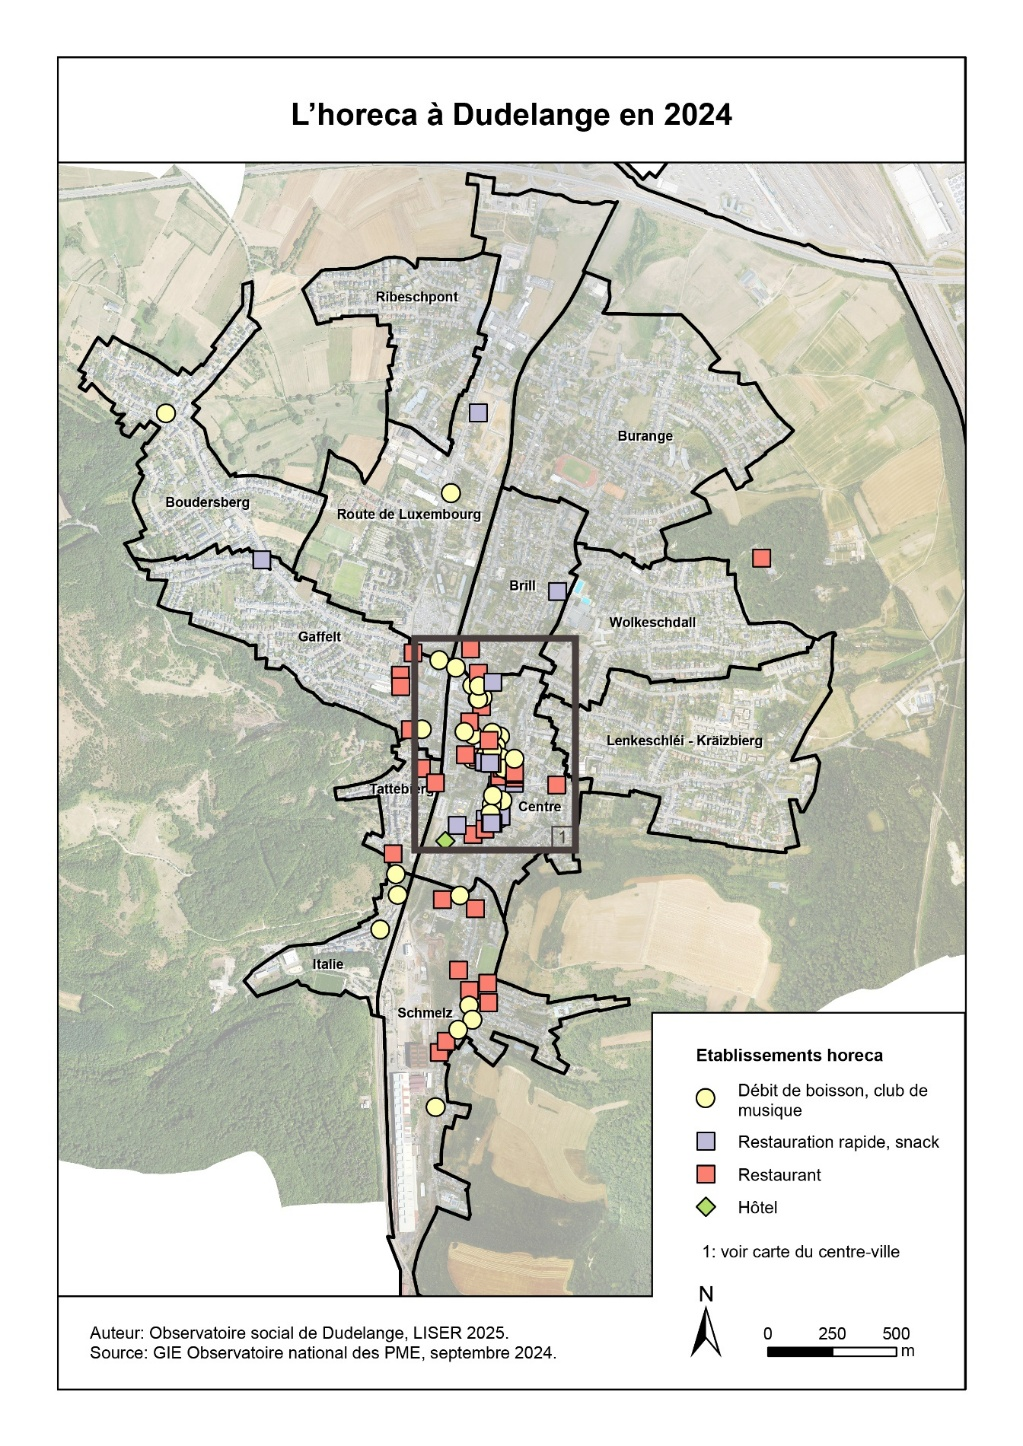 L’horeca à Dudelange en 2024
Ribeschpont
Burange
Boudersberg
Route de Luxembourg
Brill
Wolkeschdall
Gaffelt
Lenkeschléi - Kräizbierg
Tattebierg
Centre
1
Italie
Schmelz
Etablissements horeca
Débit de boisson, club de
musique
Restauration rapide, snack
Restaurant
Hôtel
1: voir carte du centre-ville
N
0 250 500
m
Auteur: Observatoire social de Dudelange, LISER 2025.
Source: GIE Observatoire national des PME, septembre 2024.